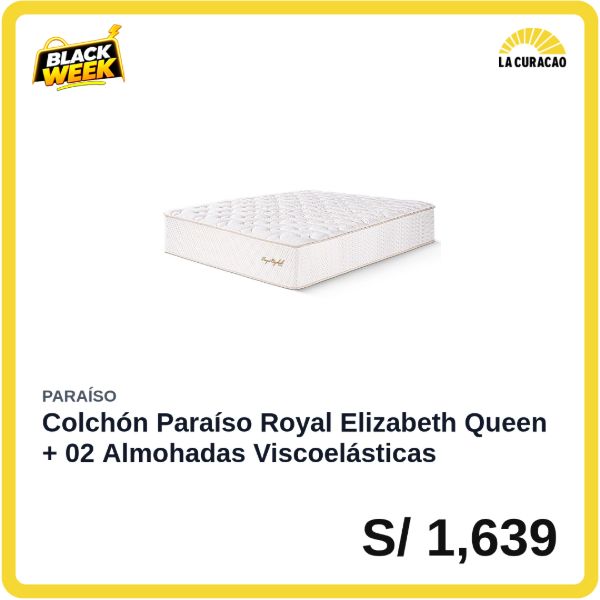 BLACK
WEEK
LA CURACAO
PARAÍSO
Colchón Paraíso Royal Elizabeth Queen
+ 02 Almohadas Viscoelásticas
S/ 1,639